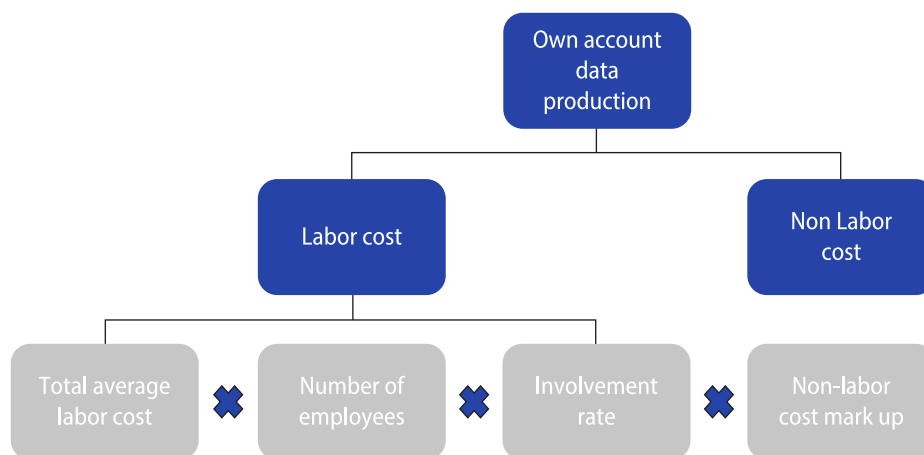 Own account
data
production
Labor cost
Non Labor
cost
Total average
labor cost
Number of
employees
Involvement
rate
Non-labor
cost mark up